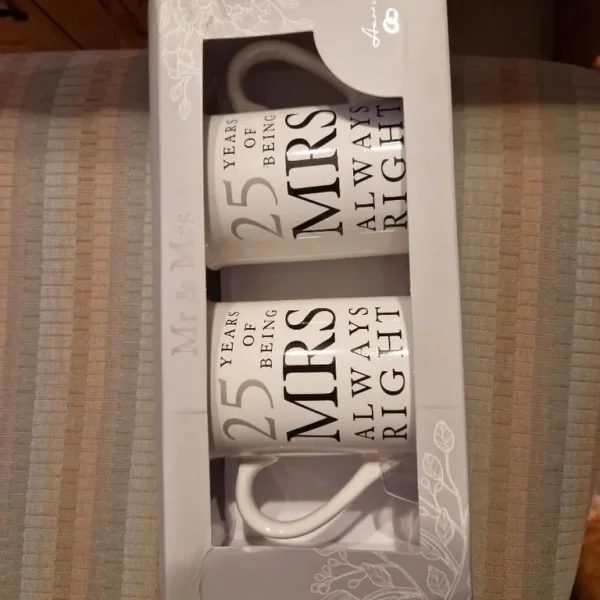 25 YEARS
OF
BEING
MRS
ALWAYS
RIGHT
25 YEARS
OF
BEING
MRS
ALWAYS
RIGHT
Mr & Mrs